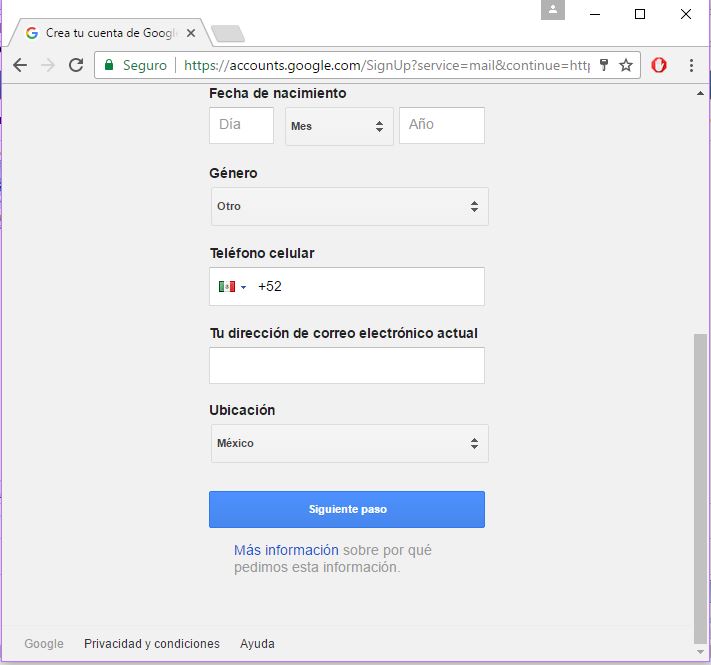 Crea tu cuenta de Googl
Seguro https://accounts.google.com/SignUp?service=mail&continue=http
Fecha de nacimiento
Día Mes Año
Género
Otro
Teléfono celular
+52
Tu dirección de correo electrónico actual
Ubicación
México
Siguiente paso
Más información sobre por qué
pedimos esta información.
Google Privacidad y condiciones Ayuda